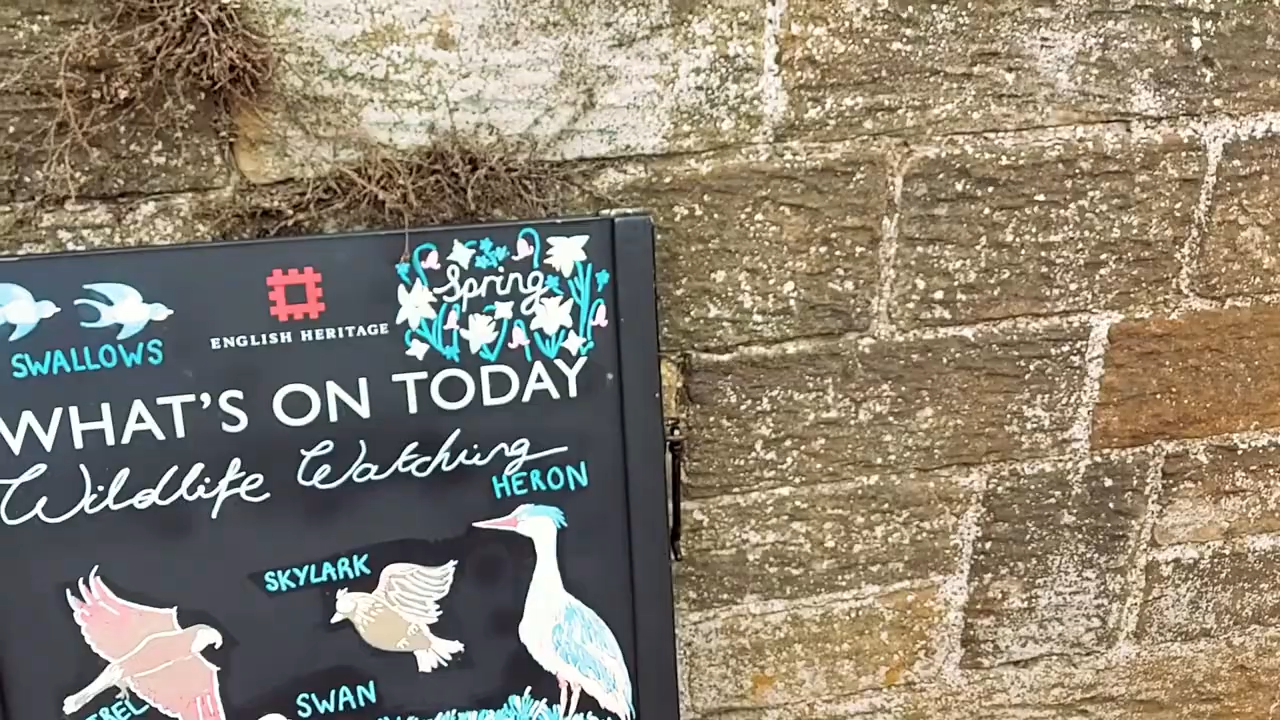 Spring
ENGLISH HERITAGE
SWALLOWS
WHAT'S ON TODAY
Wildlife Watching
HERON
SKYLARK
SWAN